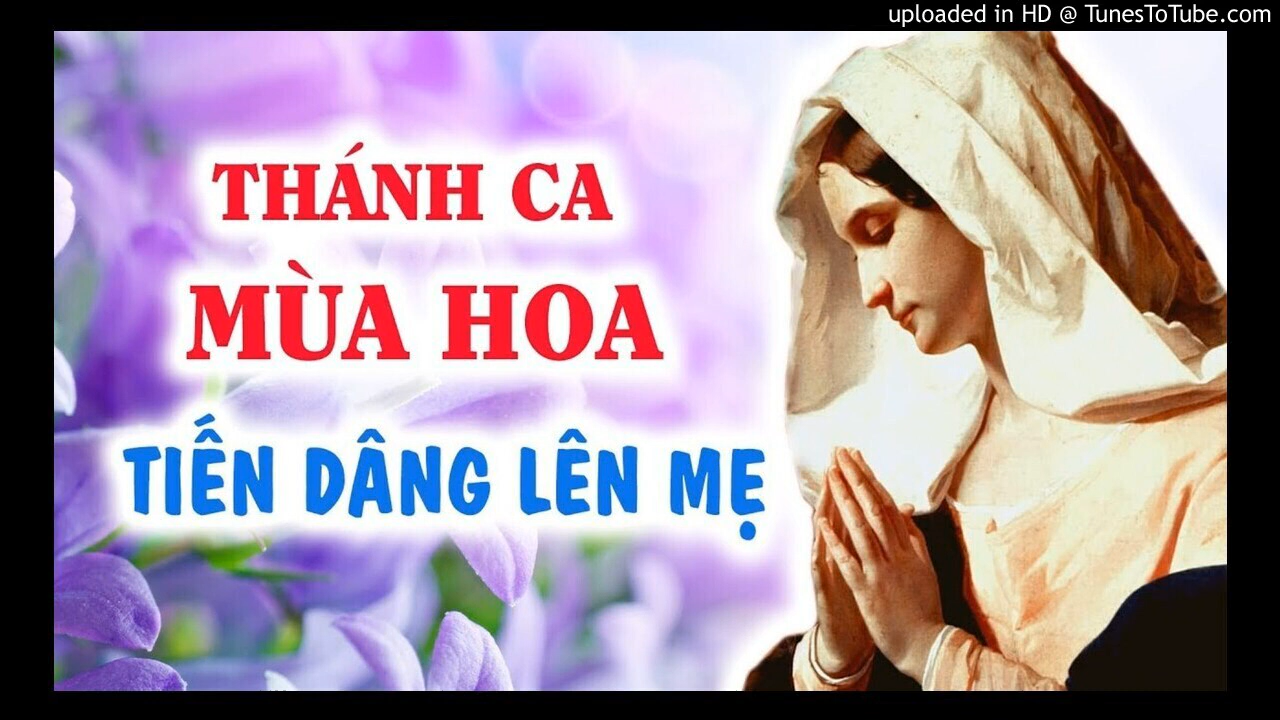 uploaded in HD @ TunesToTube.com
THÁNH CA
MÙA HOA
TIẾN DÂNG LÊN MẸ